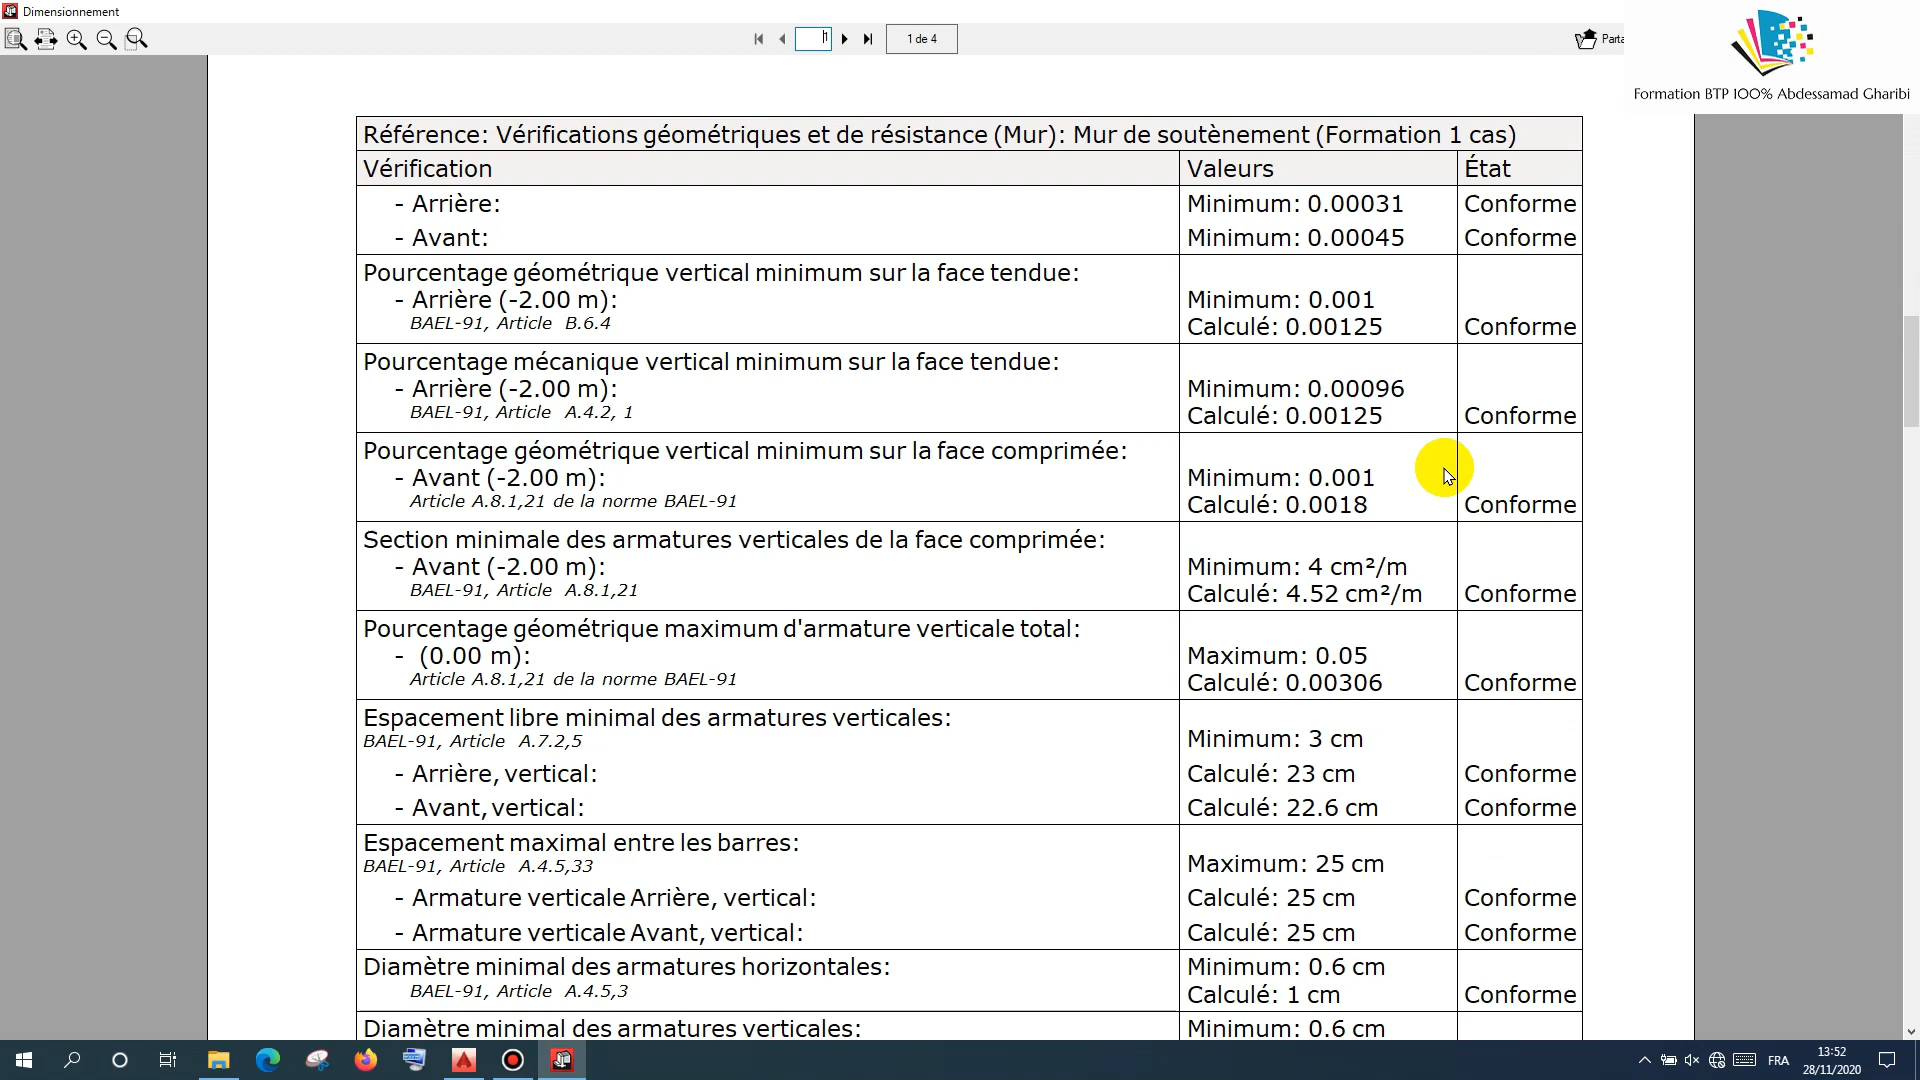 Dimensionnement
1 de 4
Parta
Formation BTP 100% Abdessamad Gharibi
Référence: Vérifications géométriques et de résistance (Mur): Mur de soutènement (Formation 1 cas)
Vérification Valeurs État
- Arrière: Minimum: 0.00031 Conforme
- Avant: Minimum: 0.00045 Conforme
Pourcentage géométrique vertical minimum sur la face tendue:
- Arrière (-2.00 m): Minimum: 0.001
BAEL-91, Article B.6.4 Calculé: 0.00125 Conforme
Pourcentage mécanique vertical minimum sur la face tendue:
- Arrière (-2.00 m): Minimum: 0.00096
BAEL-91, Article A.4.2, 1 Calculé: 0.00125 Conforme
Pourcentage géométrique vertical minimum sur la face comprimée:
- Avant (-2.00 m): Minimum: 0.001
Article A.8.1,21 de la norme BAEL-91 Calculé: 0.0018 Conforme
Section minimale des armatures verticales de la face comprimée:
- Avant (-2.00 m): Minimum: 4 cm²/m
BAEL-91, Article A.8.1,21 Calculé: 4.52 cm²/m Conforme
Pourcentage géométrique maximum d'armature verticale total:
- (0.00 m): Maximum: 0.05
Article A.8.1,21 de la norme BAEL-91 Calculé: 0.00306 Conforme
Espacement libre minimal des armatures verticales:
BAEL-91, Article A.7.2,5 Minimum: 3 cm
- Arrière, vertical: Calculé: 23 cm Conforme
- Avant, vertical: Calculé: 22.6 cm Conforme
Espacement maximal entre les barres:
BAEL-91, Article A.4.5,33 Maximum: 25 cm
- Armature verticale Arrière, vertical: Calculé: 25 cm Conforme
- Armature verticale Avant, vertical: Calculé: 25 cm Conforme
Diamètre minimal des armatures horizontales: Minimum: 0.6 cm
BAEL-91, Article A.4.5,3 Calculé: 1 cm Conforme
Diamètre minimal des armatures verticales: Minimum: 0.6 cm
FRA
13:52
28/11/2020